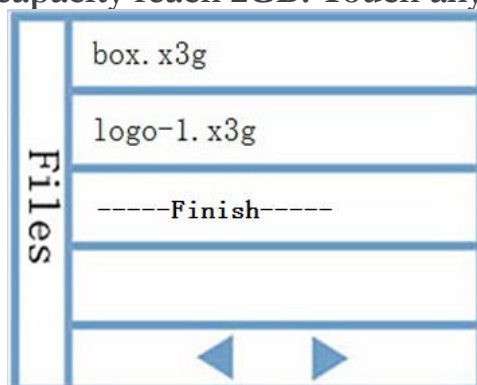 capacity reach 2GB. Touch any
box.x3g
logo-1.x3g
-----Finish-----
Files